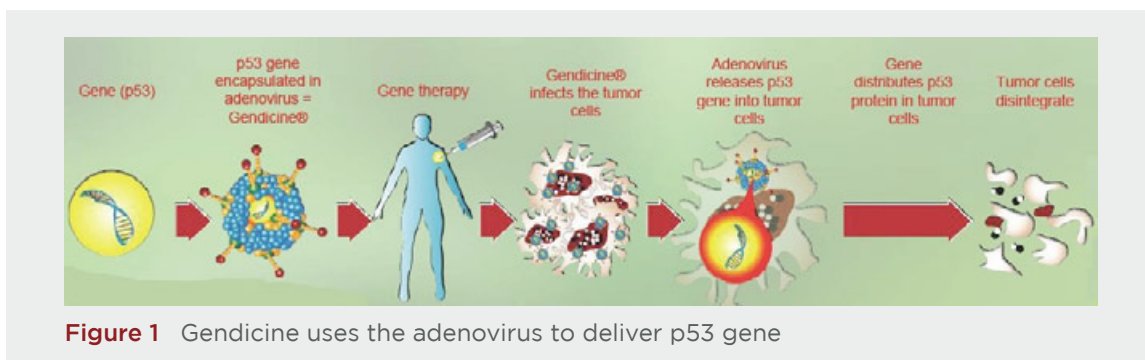 Gene (p53)
p53 gene
encapsulated in
adenovirus =
Gendicine®
Gene therapy
Gendicine®
infects the tumor
cells
Adenovirus
releases p53
gene into tumor
cells
Gene
distributes p53
protein in tumor
cells
Tumor cells
disintegrate
Figure 1 Gendicine uses the adenovirus to deliver p53 gene